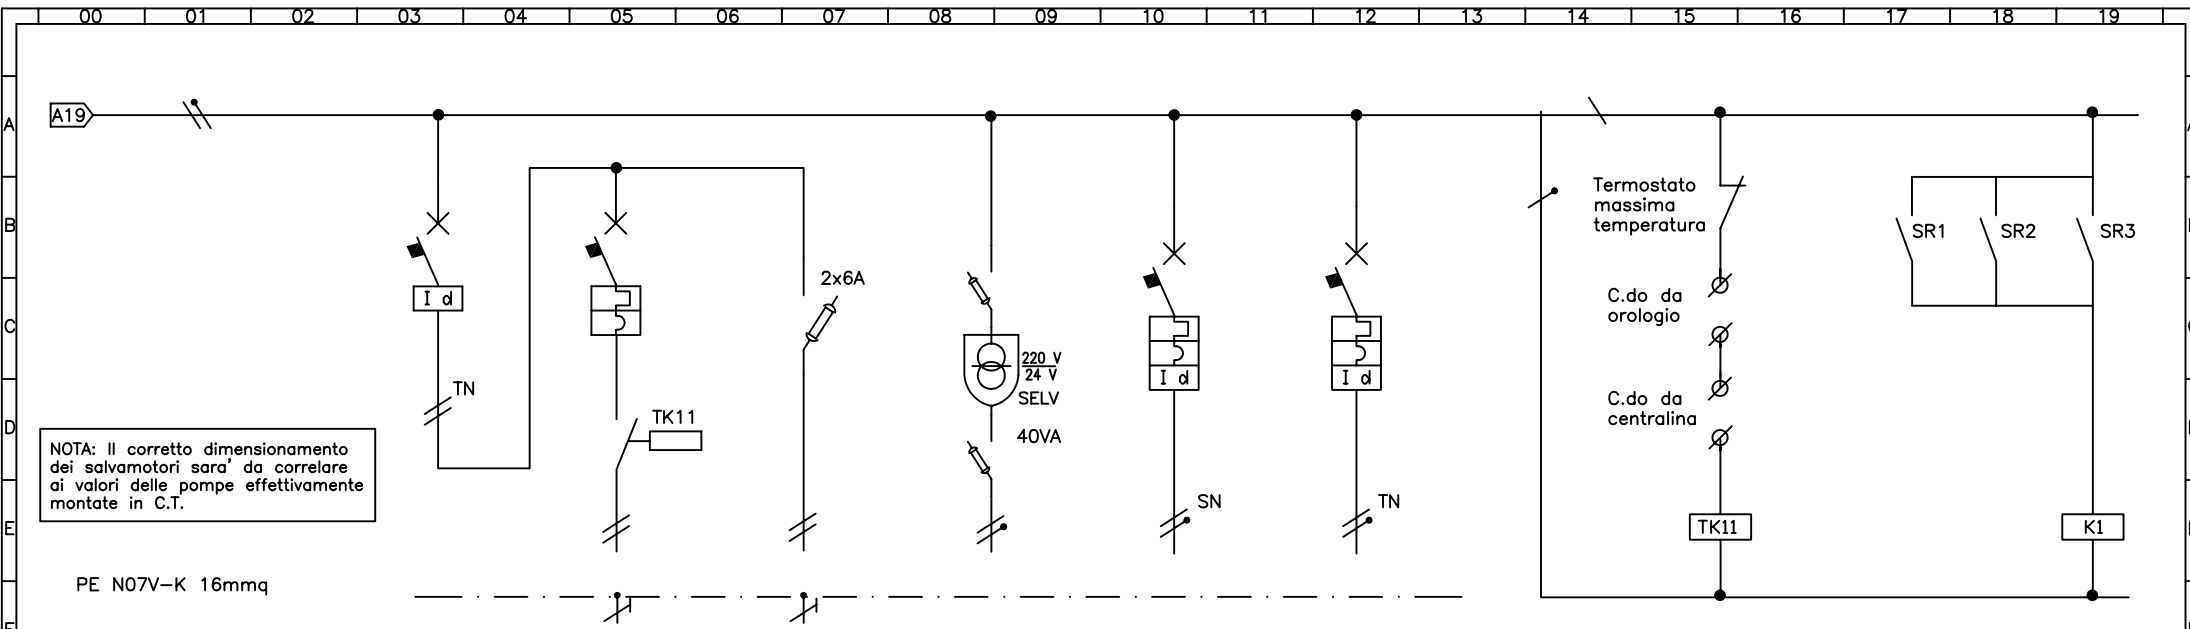 00 01 02 03 04 05 06 07 08 09 10 11 12 13 14 15 16 17 18 19
A19
A
Termostato
massima
temperatura
B
SR1 SR2 SR3
2x6A
I d
C.do da
orologio
C
220 V
24 V
I d I d
TN
SELV
C.do da
centralina
TK11
D
40VA
NOTA: Il corretto dimensionamento
dei salvamotori sara' da correlare
ai valori delle pompe effettivamente
montate in C.T.
SN TN
E
TK11 K1
PE N07V-K 16mmq